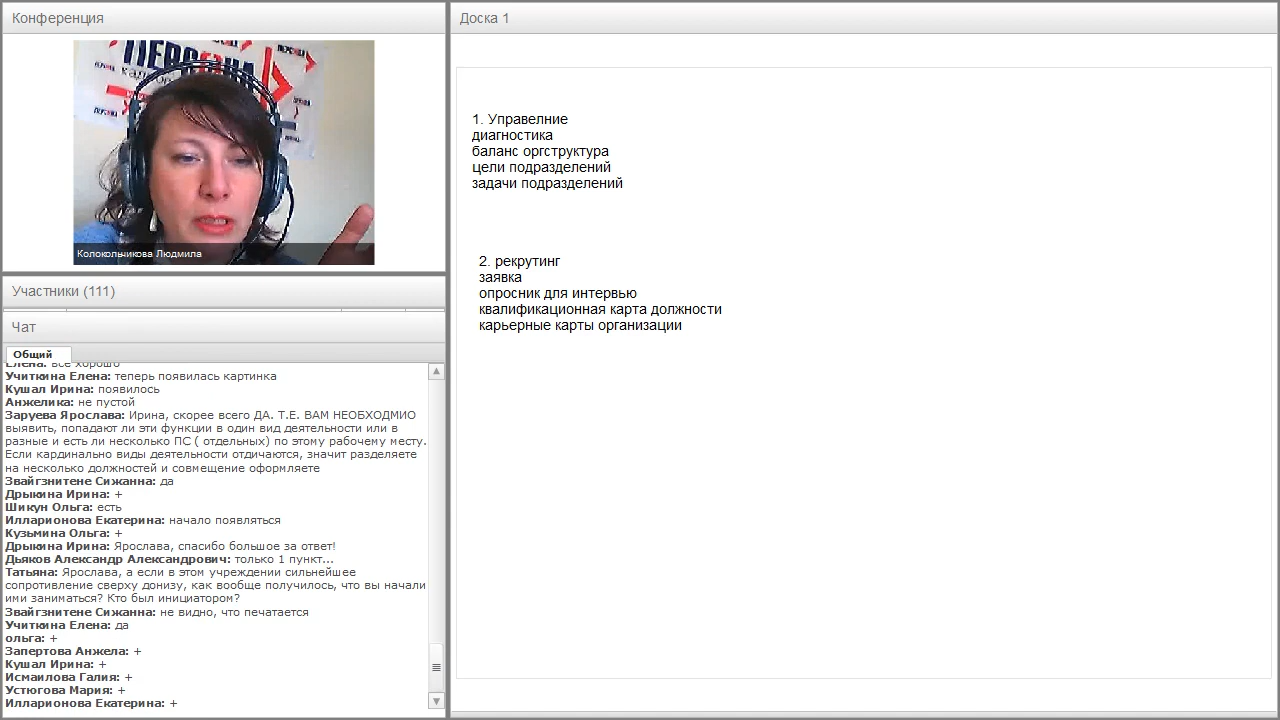 Конференция
ПЕРСОНА
Колокольчикова Людмила
Участники (111)
Чат
Общий
Елена: все хорошо
Учиткина Елена: теперь появилась картинка
Кушал Ирина: появилось
Анжелика: не пустой
Заруева Ярослава: Ирина, скорее всего ДА. Т.Е. ВАМ НЕОБХОДМИО
выявить, попадают ли эти функции в один вид деятельности или в
разные и есть ли несколько ПС ( отдельных) по этому рабочему месту.
Если кардинально виды деятельности отдичаются, значит разделяете
на несколько должностей и совмещение оформляете
Звайгзнитене Сижанна: да
Дрыкина Ирина: +
Шикун Ольга: есть
Илларионова Екатерина: начало появляться
Кузьмина Ольга: +
Дрыкина Ирина: Ярослава, спасибо большое за ответ!
Дьяков Александр Александрович: только 1 пункт...
Татьяна: Ярослава, а если в этом учреждении сильнейшее
сопротивление сверху донизу, как вообще получилось, что вы начали
ими заниматься? Кто был инициатором?
Звайгзнитене Сижанна: не видно, что печатается
Учиткина Елена: да
ольга: +
Запертова Анжела: +
Кушал Ирина: +
Исмаилова Галия: +
Устюгова Мария: +
Илларионова Екатерина: +
Доска 1
1. Управелние
диагностика
баланс оргструктура
цели подразделений
задачи подразделений
2. рекрутинг
заявка
опросник для интервью
квалификационная карта должности
карьерные карты организации